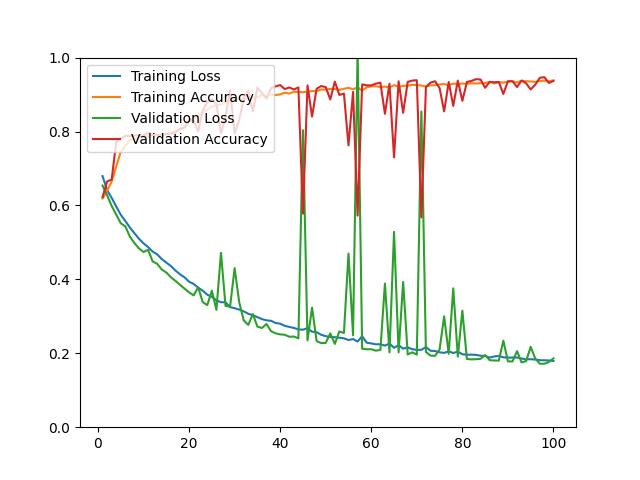 1.0
0.8
0.6
0.4
0.2
0.0
Training Loss
Training Accuracy
Validation Loss
Validation Accuracy
0 20 40 60 80 100